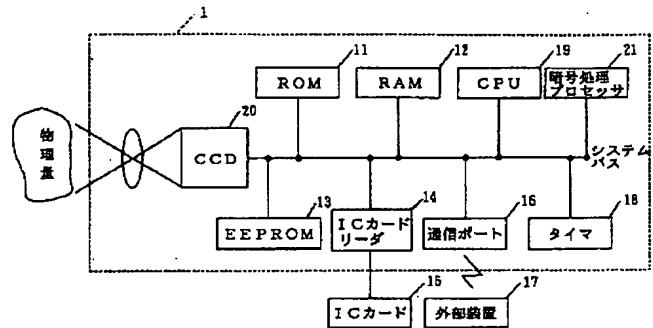 1
11
12
19
21
ROM
RAM
CPU
暗号処理
プロセッサ
20
物理量
CCD
システム
バス
13
14
16
18
EEPROM
ICカード
リーダ
通信ポート
タイマ
15
17
ICカード
外部装置